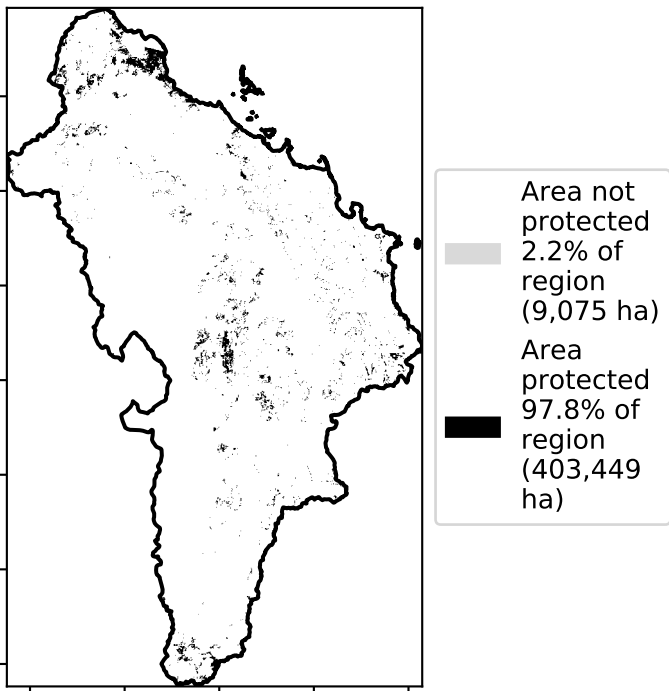 Area not
protected
2.2% of
region
(9,075 ha)
Area
protected
97.8% of
region
(403,449
ha)